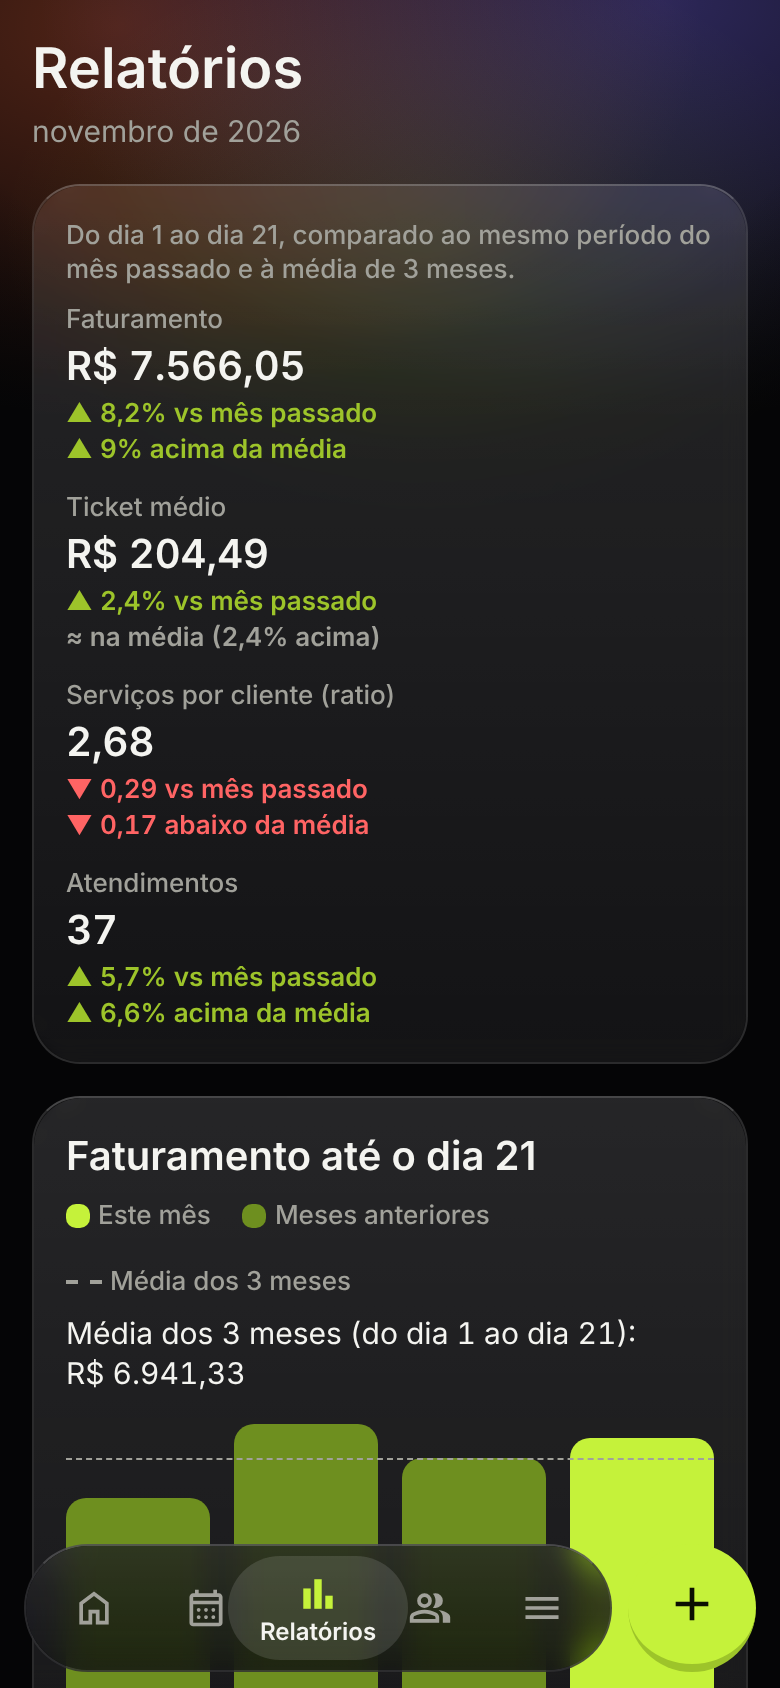 Relatórios
novembro de 2026
Do dia 1 ao dia 21, comparado ao mesmo período do
mês passado e à média de 3 meses.
Faturamento
R$ 7.566,05
▲ 8,2% vs mês passado
▲ 9% acima da média
Ticket médio
R$ 204,49
▲ 2,4% vs mês passado
≈ na média (2,4% acima)
Serviços por cliente (ratio)
2,68
▼ 0,29 vs mês passado
▼ 0,17 abaixo da média
Atendimentos
37
▲ 5,7% vs mês passado
▲ 6,6% acima da média
Faturamento até o dia 21
Este mês Meses anteriores
Média dos 3 meses
Média dos 3 meses (do dia 1 ao dia 21):
R$ 6.941,33
Relatórios